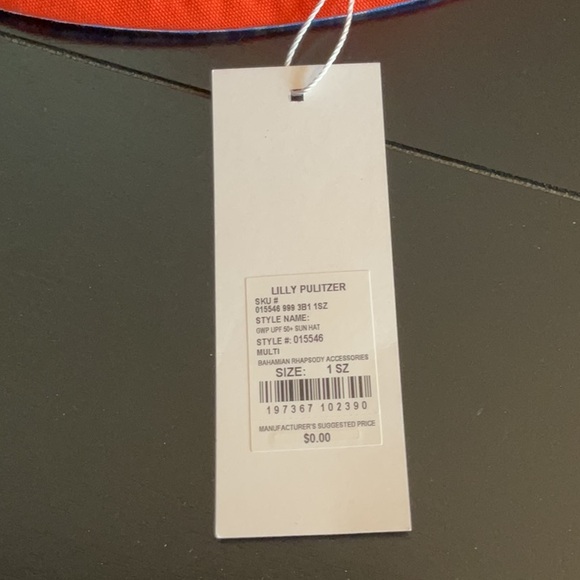 LILLY PULITZER
SKU #
015546 999 3B1 1SZ
STYLE NAME:
GWP UPF 50+ SUN HAT
STYLE #: 015546
MULTI
BAHAMIAN RHAPSODY ACCESSORIES
SIZE: 1 SZ
197367 102390
MANUFACTURER'S SUGGESTED PRICE
$0.00